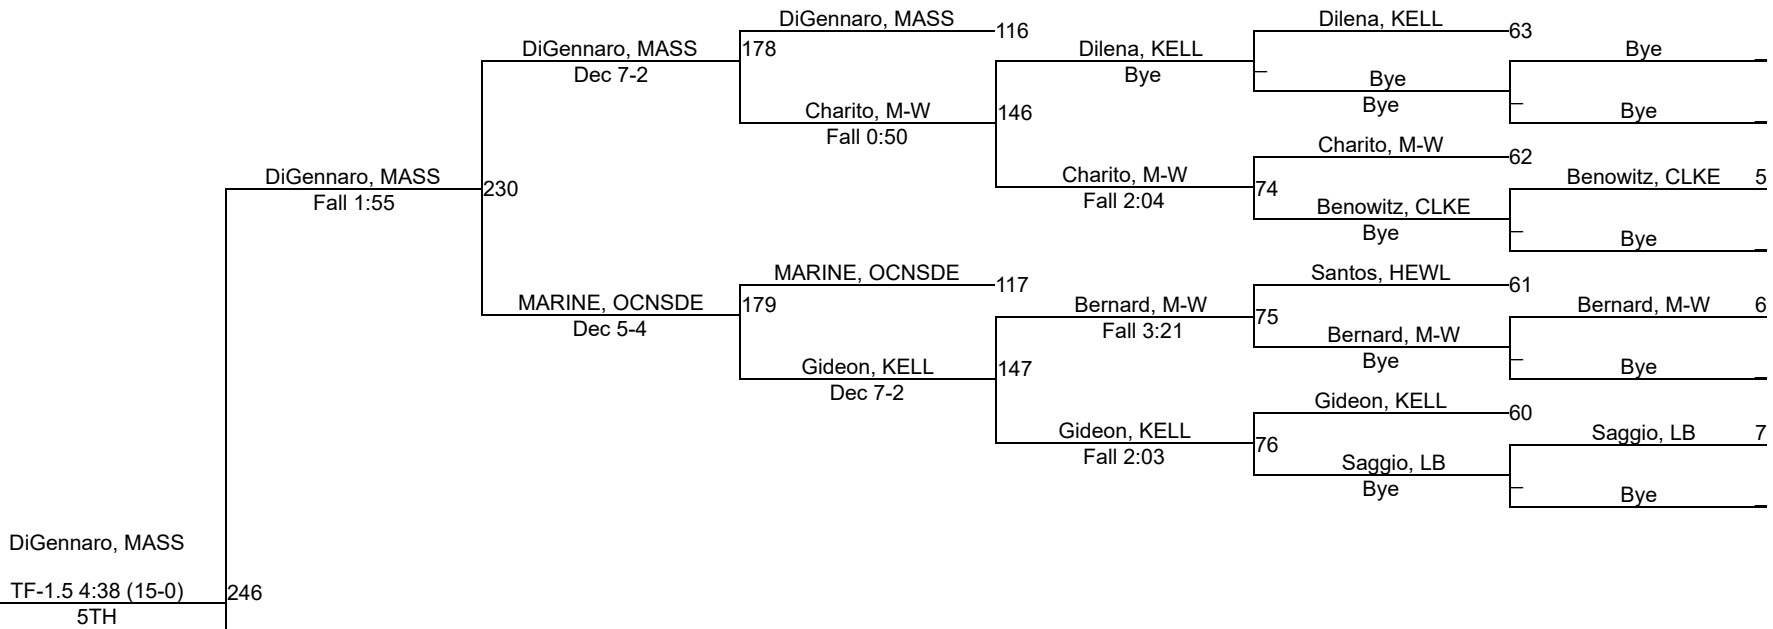 DiGennaro, MASS
116
Dilena, KELL
63
DiGennaro, MASS
178
Dec 7-2
Dilena, KELL
Bye
Bye
Bye
Bye
Charito, M-W
Fall 0:50
146
Bye
Charito, M-W
62
DiGennaro, MASS
Fall 1:55
230
Charito, M-W
Fall 2:04
74
Benowitz, CLKE 5
Benowitz, CLKE
Bye
Bye
MARINE, OCNSDE
117
Santos, HEWL
61
MARINE, OCNSDE
179
Dec 5-4
Bernard, M-W
Fall 3:21
75
Bernard, M-W 6
Bernard, M-W
Bye
Bye
Gideon, KELL
Dec 7-2
147
Gideon, KELL
60
Gideon, KELL
Fall 2:03
76
Saggio, LB 7
Saggio, LB
Bye
Bye
DiGennaro, MASS
TF-1.5 4:38 (15-0)
246
5TH